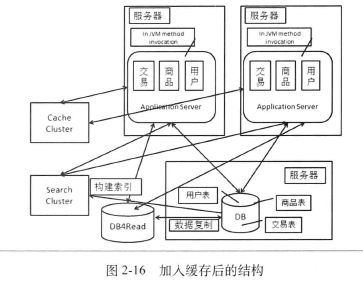 服务器
服务器
In JVM method
invocation
In JVM method
invocation
交易
商品
用户
交易
商品
用户
Application Server
Application Server
Cache
Cluster
服务器
Search
Cluster
构建索引
用户表
商品表
DB
交易表
DB4Read
数据复制
图 2-16 加入缓存后的结构